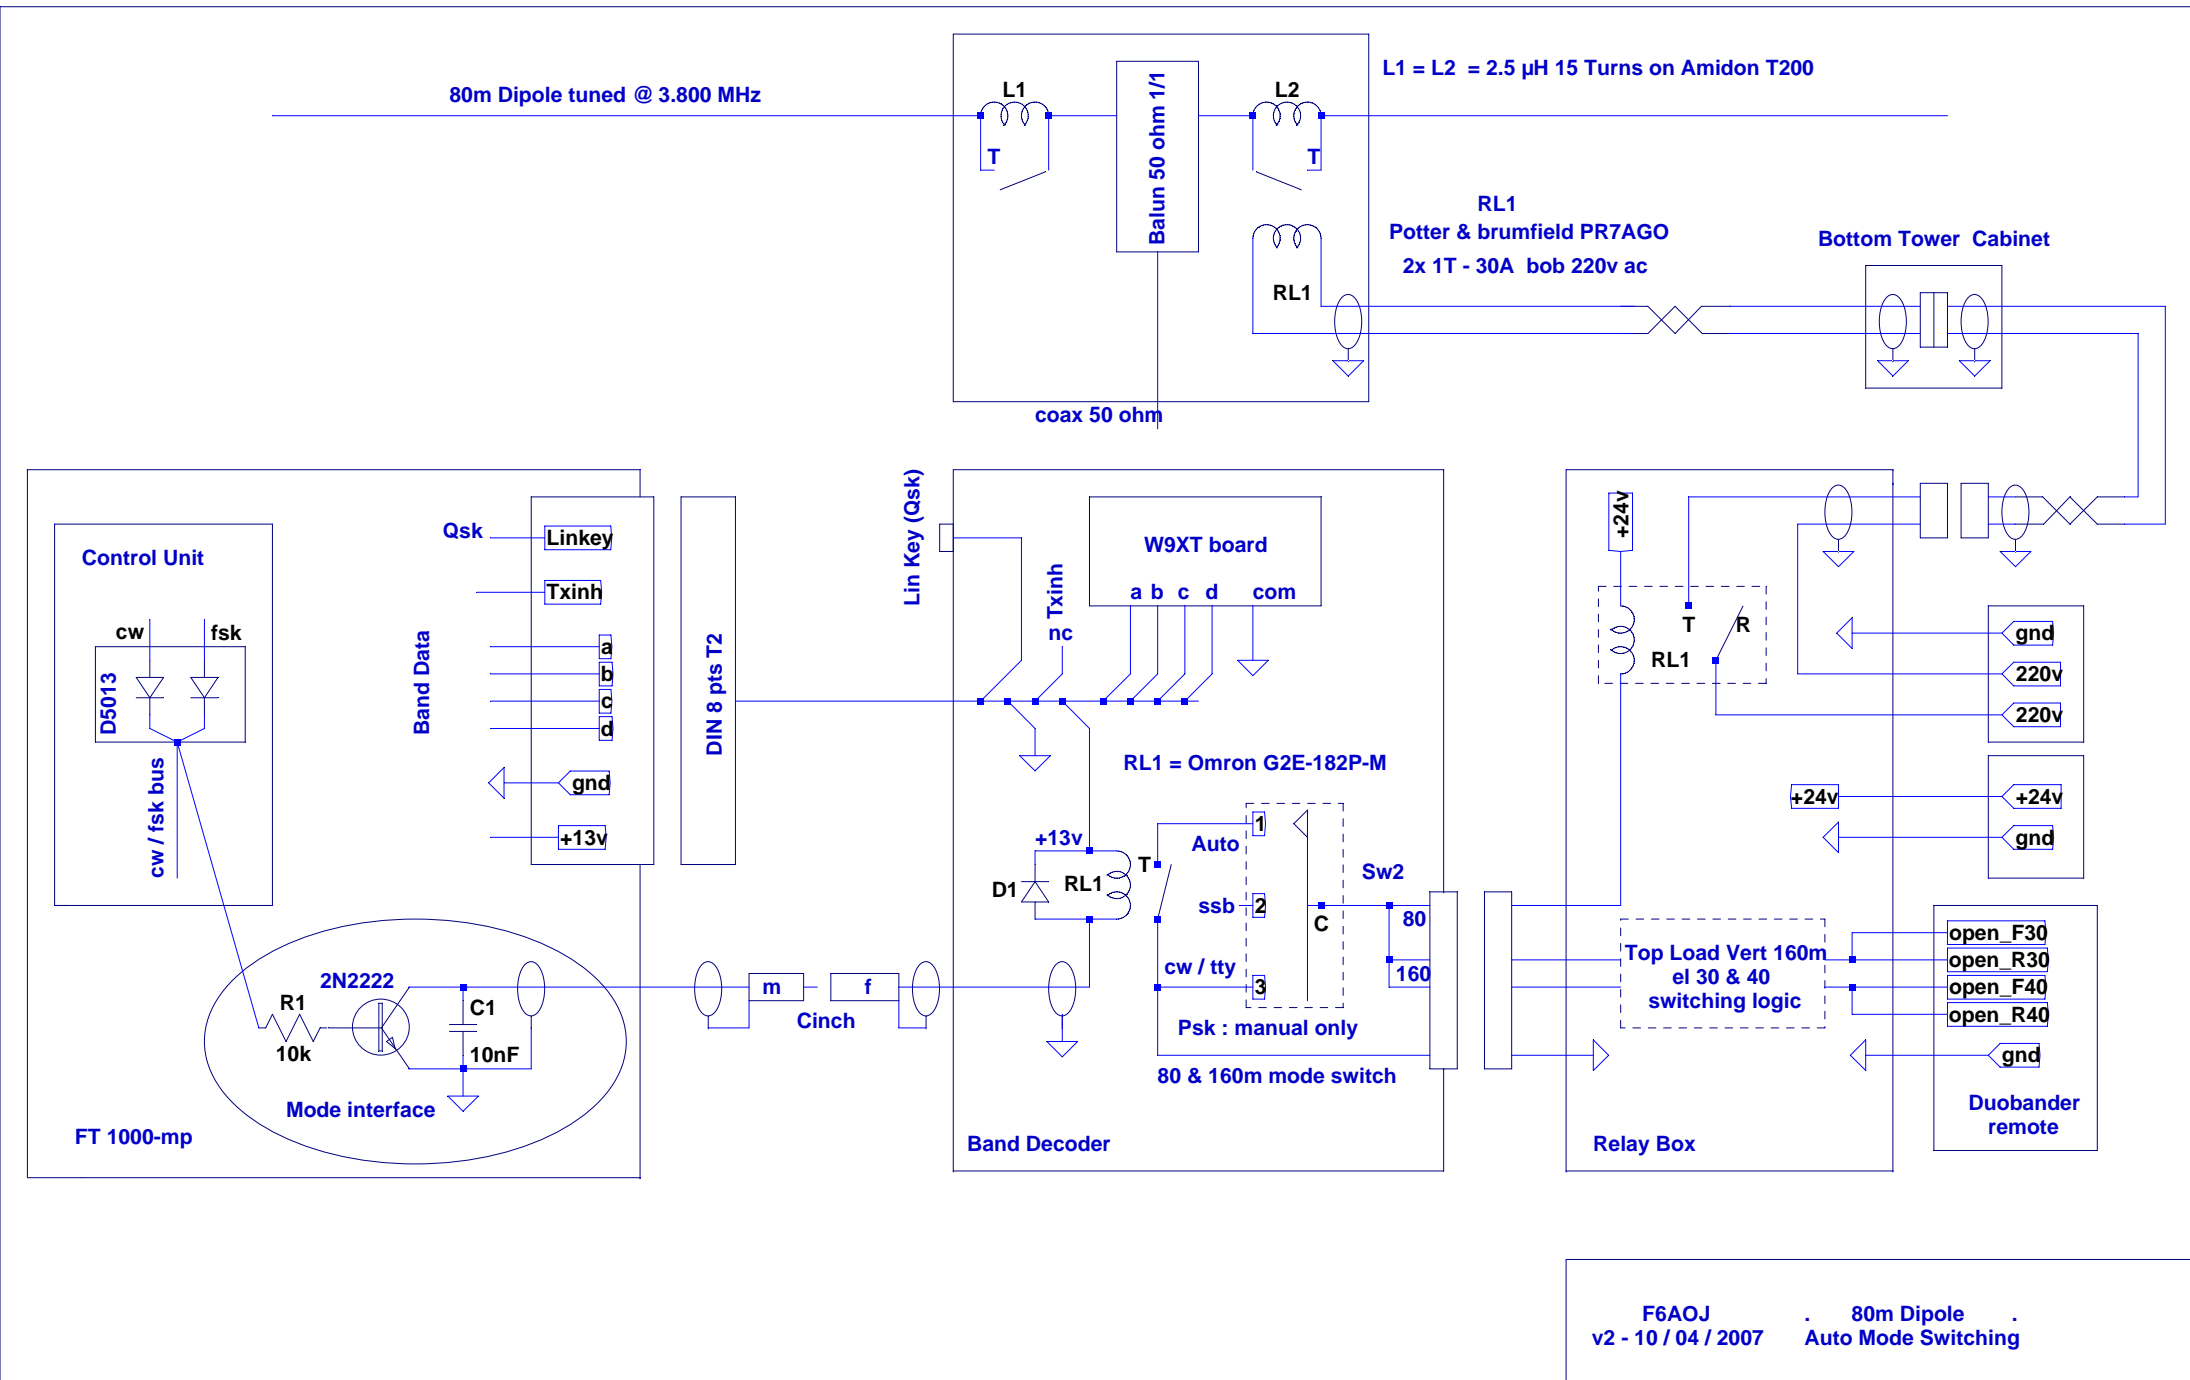 80m Dipole tuned @ 3.800 MHz
L1
Balun 50 ohm 1/1
L2
L1 = L2 = 2.5 µH 15 Turns on Amidon T200
T
T
RL1
RL1
Potter & brumfield PR7AGO
2x 1T - 30A bob 220v ac
Bottom Tower Cabinet
coax 50 ohm
Control Unit
cw
fsk
D5013
cw / fsk bus
Qsk
Linkey
Txinh
Band Data
a
b
c
d
gnd
+13v
DIN 8 pts T2
2N2222
R1
10k
C1
10nF
Mode interface
FT 1000-mp
m
f
Cinch
Lin Key (Qsk)
Txinh
nc
W9XT board
a b c d com
RL1 = Omron G2E-182P-M
+13v
D1
RL1
T
Auto
1
ssb
2
cw / tty
3
C
Sw2
80
160
Psk : manual only
80 & 160m mode switch
Band Decoder
+24v
T
R
RL1
gnd
220v
220v
+24v
+24v
gnd
Top Load Vert 160m
el 30 & 40
switching logic
open_F30
open_R30
open_F40
open_R40
gnd
Duobander
remote
Relay Box
F6AOJ . 80m Dipole .
v2 - 10 / 04 / 2007 Auto Mode Switching